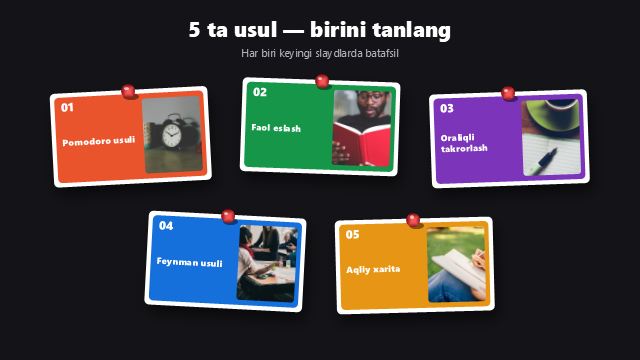 5 ta usul — birini tanlang
Har biri keyingi slaydlarda batafsil
01
Pomodoro usuli
02
Faol eslash
03
Oraliqli
takrorlash
04
Feynman usuli
05
Aqliy xarita